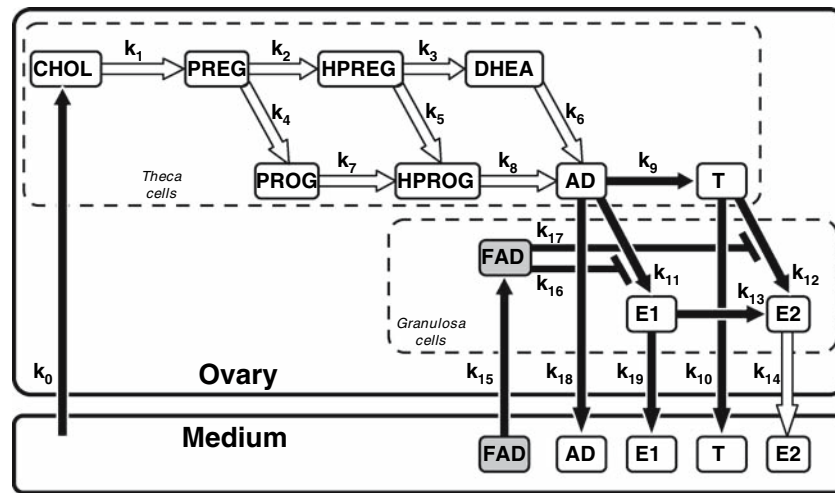 k1 k2 k3
CHOL PREG HPREG DHEA
k4 k5 k6
k7 k8 k9
Theca
cells
PROG HPROG AD T
k17
FAD
k16 k11 k12
k13
E1 E2
Granulosa
cells
k0 Ovary k15 k18 k19 k10 k14
Medium
FAD AD E1 T E2